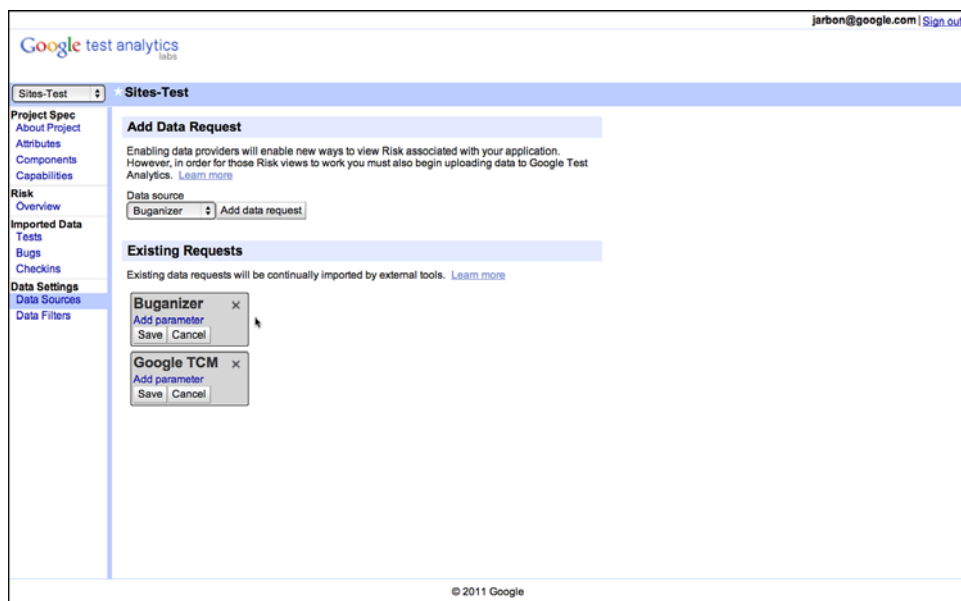 jarbon@google.com | Sign out
Google test analytics
labs
Sites-Test
Sites-Test
Project Spec
About Project
Attributes
Components
Capabilities
Risk
Overview
Imported Data
Tests
Bugs
Checkins
Data Settings
Data Sources
Data Filters
Add Data Request
Enabling data providers will enable new ways to view Risk associated with your application.
However, in order for those Risk views to work you must also begin uploading data to Google Test
Analytics. Learn more
Data source
Buganizer Add data request
Existing Requests
Existing data requests will be continually imported by external tools. Learn more
Buganizer ×
Add parameter
Save Cancel
Google TCM ×
Add parameter
Save Cancel
© 2011 Google